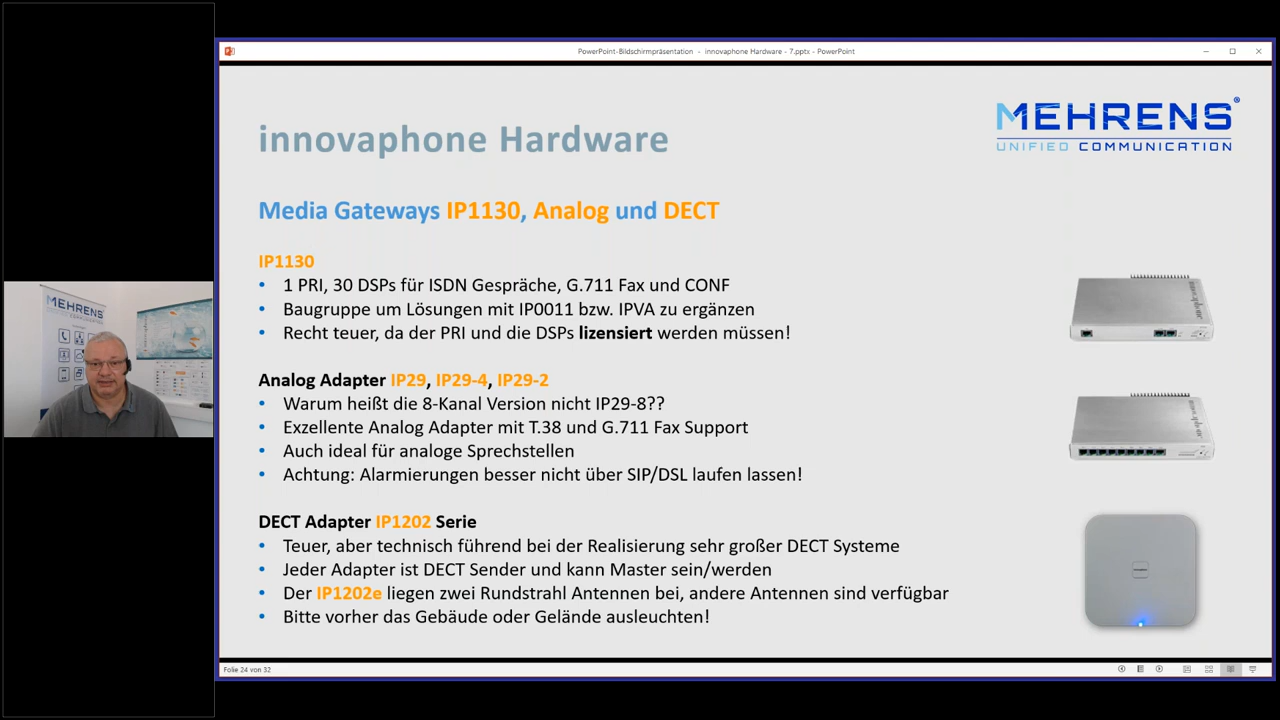 PowerPoint-Bildschirmpräsentation - innovaphone Hardware - 7.pptx - PowerPoint
MEHRENS®
UNIFIED COMMUNICATION
innovaphone Hardware
Media Gateways IP1130, Analog und DECT
IP1130
• 1 PRI, 30 DSPs für ISDN Gespräche, G.711 Fax und CONF
• Baugruppe um Lösungen mit IP0011 bzw. IPVA zu ergänzen
• Recht teuer, da der PRI und die DSPs lizensiert werden müssen!
Analog Adapter IP29, IP29-4, IP29-2
• Warum heißt die 8-Kanal Version nicht IP29-8??
• Exzellente Analog Adapter mit T.38 und G.711 Fax Support
• Auch ideal für analoge Sprechstellen
• Achtung: Alarmierungen besser nicht über SIP/DSL laufen lassen!
DECT Adapter IP1202 Serie
• Teuer, aber technisch führend bei der Realisierung sehr großer DECT Systeme
• Jeder Adapter ist DECT Sender und kann Master sein/werden
• Der IP1202e liegen zwei Rundstrahl Antennen bei, andere Antennen sind verfügbar
• Bitte vorher das Gebäude oder Gelände ausleuchten!
MEHRENS
Folie 24 von 32